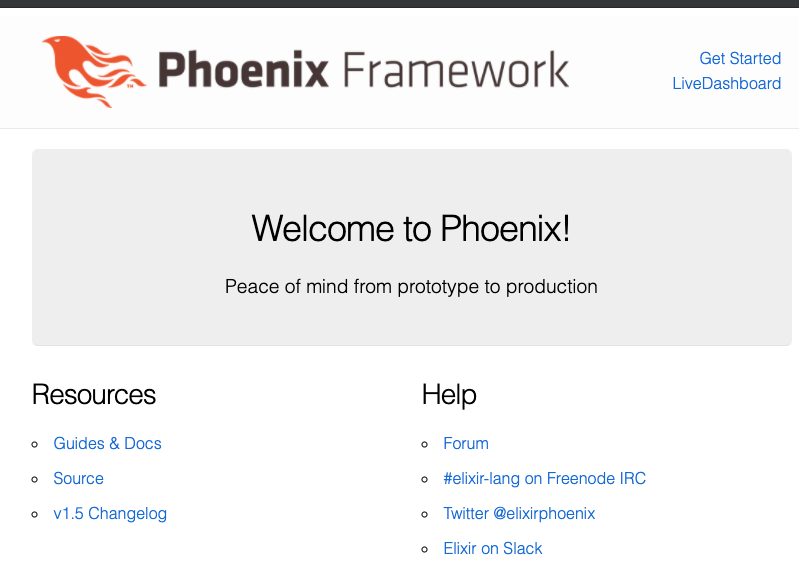 Phoenix Framework
Get Started
LiveDashboard
Welcome to Phoenix!
Peace of mind from prototype to production
Resources
Guides & Docs
Source
v1.5 Changelog
Help
Forum
#elixir-lang on Freenode IRC
Twitter @elixirphoenix
Elixir on Slack